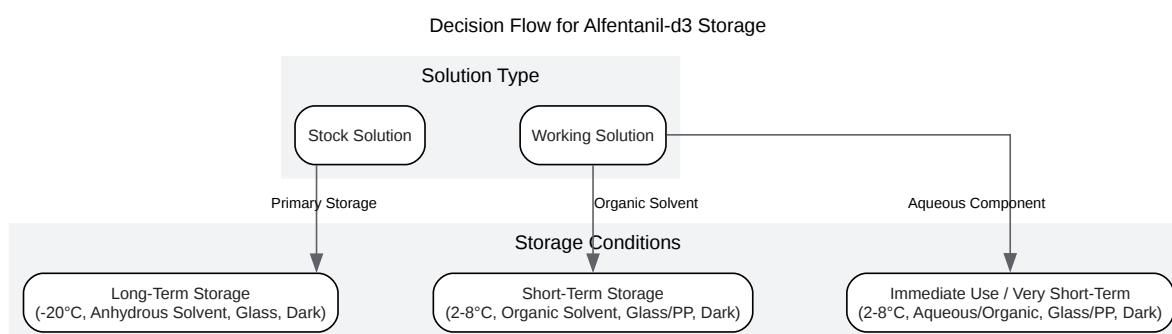 Decision Flow for Alfentanil-d3 Storage
Solution Type
Stock Solution
Working Solution
Primary Storage
Organic Solvent
Aqueous Component
Storage Conditions
Long-Term Storage
(-20°C, Anhydrous Solvent, Glass, Dark)
Short-Term Storage
(2-8°C, Organic Solvent, Glass/PP, Dark)
Immediate Use / Very Short-Term
(2-8°C, Aqueous/Organic, Glass/PP, Dark)